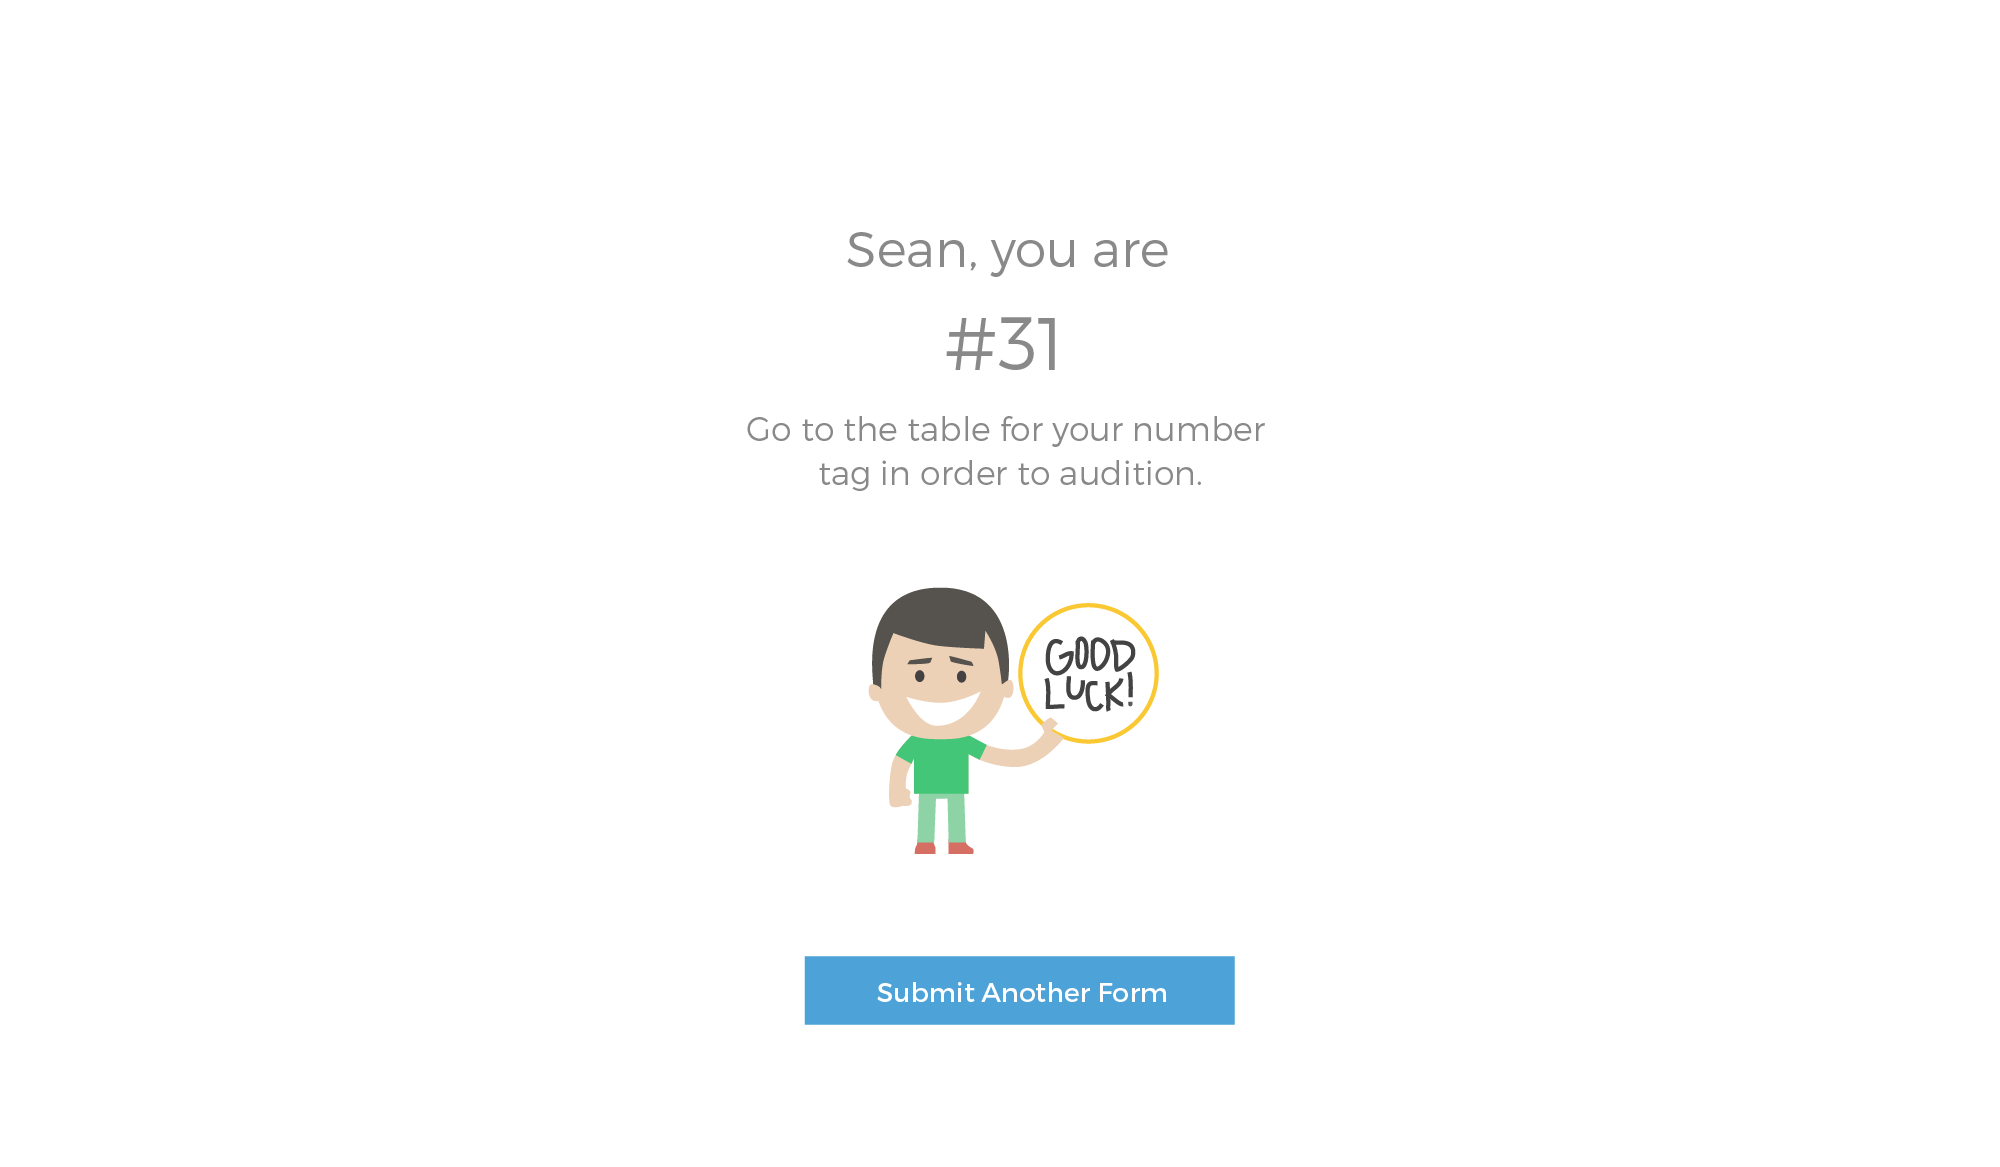 Sean, you are
#31
Go to the table for your number
tag in order to audition.
GOOD
LUCK!
Submit Another Form